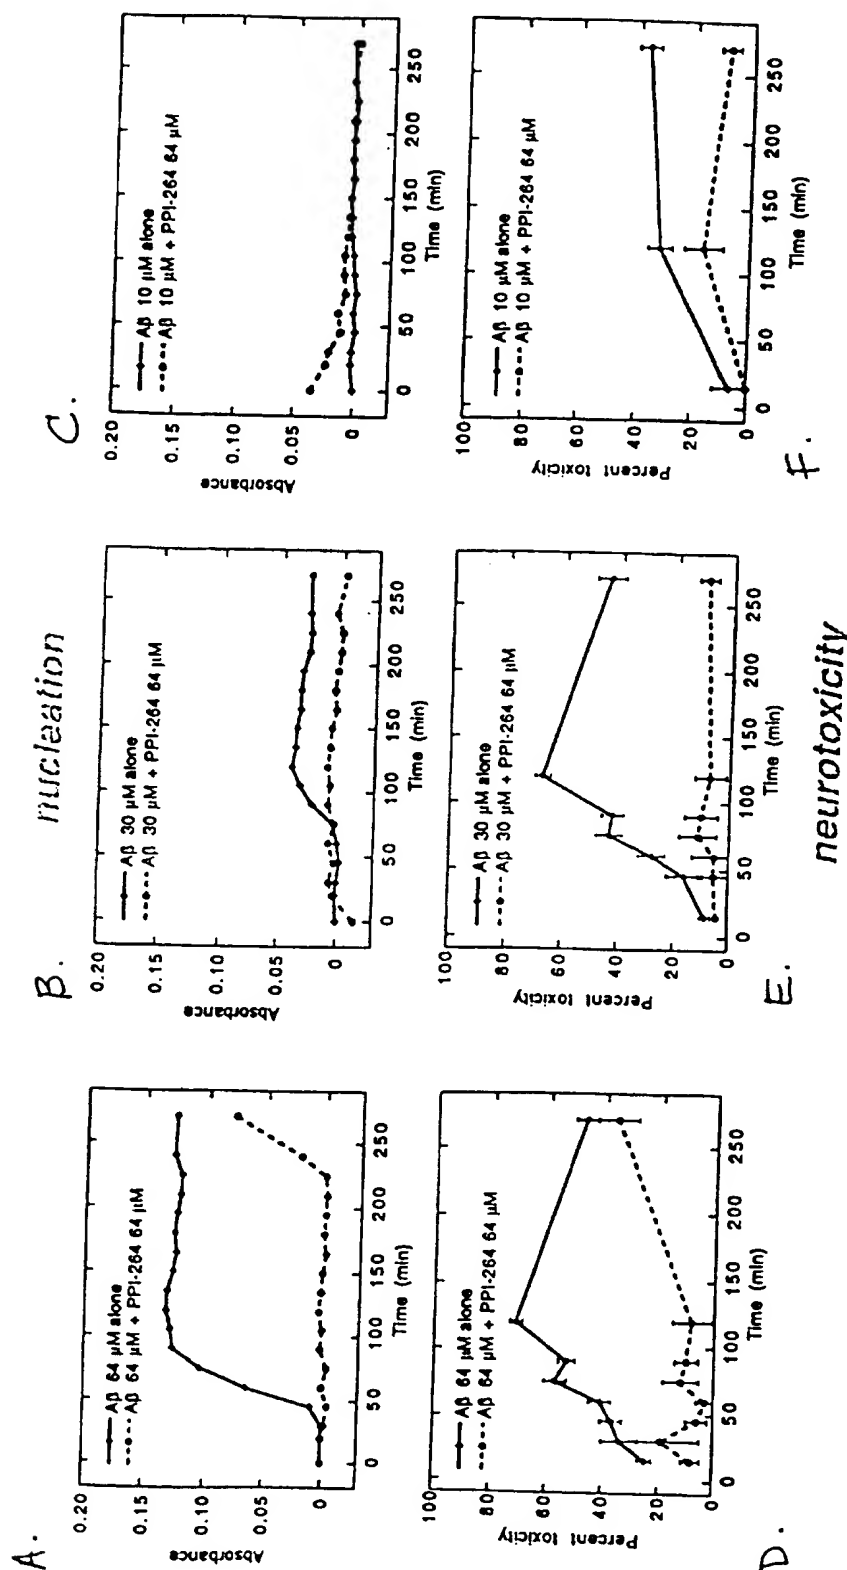 nucleation
A.
Absorbance
0.20
0.15
0.10
0.05
0
Aβ 64 µM alone
Aβ 64 µM + PPI-264 64 µM
0 50 100 150 200 250
Time (min)
B.
Absorbance
0.20
0.15
0.10
0.05
0
Aβ 30 µM alone
Aβ 30 µM + PPI-264 64 µM
0 50 100 150 200 250
Time (min)
C.
Absorbance
0.20
0.15
0.10
0.05
0
Aβ 10 µM alone
Aβ 10 µM + PPI-264 64 µM
0 50 100 150 200 250
Time (min)
D.
Percent toxicity
100
80
60
40
20
0
Aβ 64 µM alone
Aβ 64 µM + PPI-264 64 µM
0 50 100 150 200 250
Time (min)
E.
Percent toxicity
100
80
60
40
20
0
Aβ 30 µM alone
Aβ 30 µM + PPI-264 64 µM
0 50 100 150 200 250
Time (min)
F.
Percent toxicity
100
80
60
40
20
0
Aβ 10 µM alone
Aβ 10 µM + PPI-264 64 µM
0 50 100 150 200 250
Time (min)
neurotoxicity